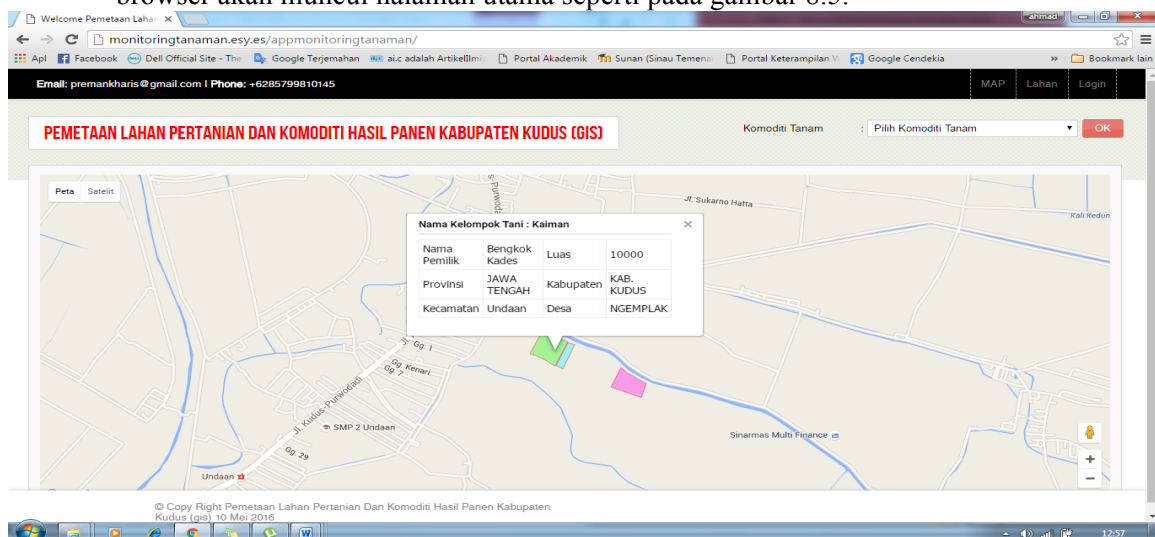 browser akan muncul halaman utama seperti pada gambar 6.5.
Welcome Pemetaan Laha
ahmad
monitoringtanaman.esy.es/appmonitoringtanaman/
Apl Facebook Dell Official Site - The Google Terjemahan ai.c adalah Artikel Portal Akademik Sunan (Sinau Temena Portal Keterampilan Google Cendekia » Bookmark lain
Email: premankharis@gmail.com I Phone: +6285799810145 MAP Lahan Login
PEMETAAN LAHAN PERTANIAN DAN KOMODITI HASIL PANEN KABUPATEN KUDUS (GIS)
Komoditi Tanam : Pilih Komoditi Tanam OK
Peta Satelit
s-Purwoda
Jl. Sukarno Hatta
Kali Kedun
Nama Kelompok Tani : Kaiman
Nama Pemilik Bengkok Kades Luas 10000
Provinsi JAWA TENGAH Kabupaten KAB. KUDUS
Kecamatan Undaan Desa NGEMPLAK
Gg. 1
Gg. Kenari
Gg. 7
Jl. Kudus-Purwodadi
SMP 2 Undaan
Gg. 29
Undaan
Sinarmas Multi Finance
+
−
© Copy Right Pemetaan Lahan Pertanian Dan Komoditi Hasil Panen Kabupaten
Kudus (gis) 10 Mei 2016
12:57